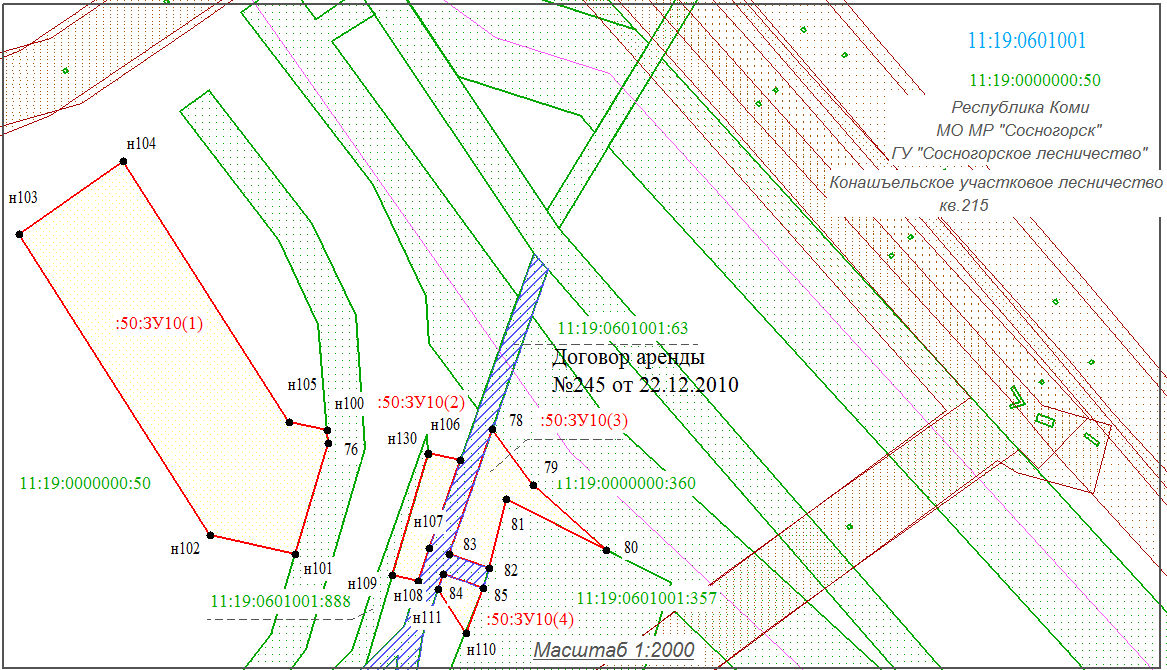 11:19:0601001
11:19:0000000:50
Республика Коми
МО МР "Сосногорск"
ГУ "Сосногорское лесничество"
Конашъельское участковое лесничество
кв.215
н104
н103
:50:ЗУ10(1)
11:19:0601001:63
Договор аренды
№245 от 22.12.2010
н105
н100
:50:ЗУ10(2)
78
:50:ЗУ10(3)
н106
н130
76
79
11:19:0000000:50
11:19:0000000:360
н107
81
н102
83
80
н101
82
н109
н108
84
85
11:19:0601001:888
11:19:0601001:357
н111
:50:ЗУ10(4)
н110
Масштаб 1:2000